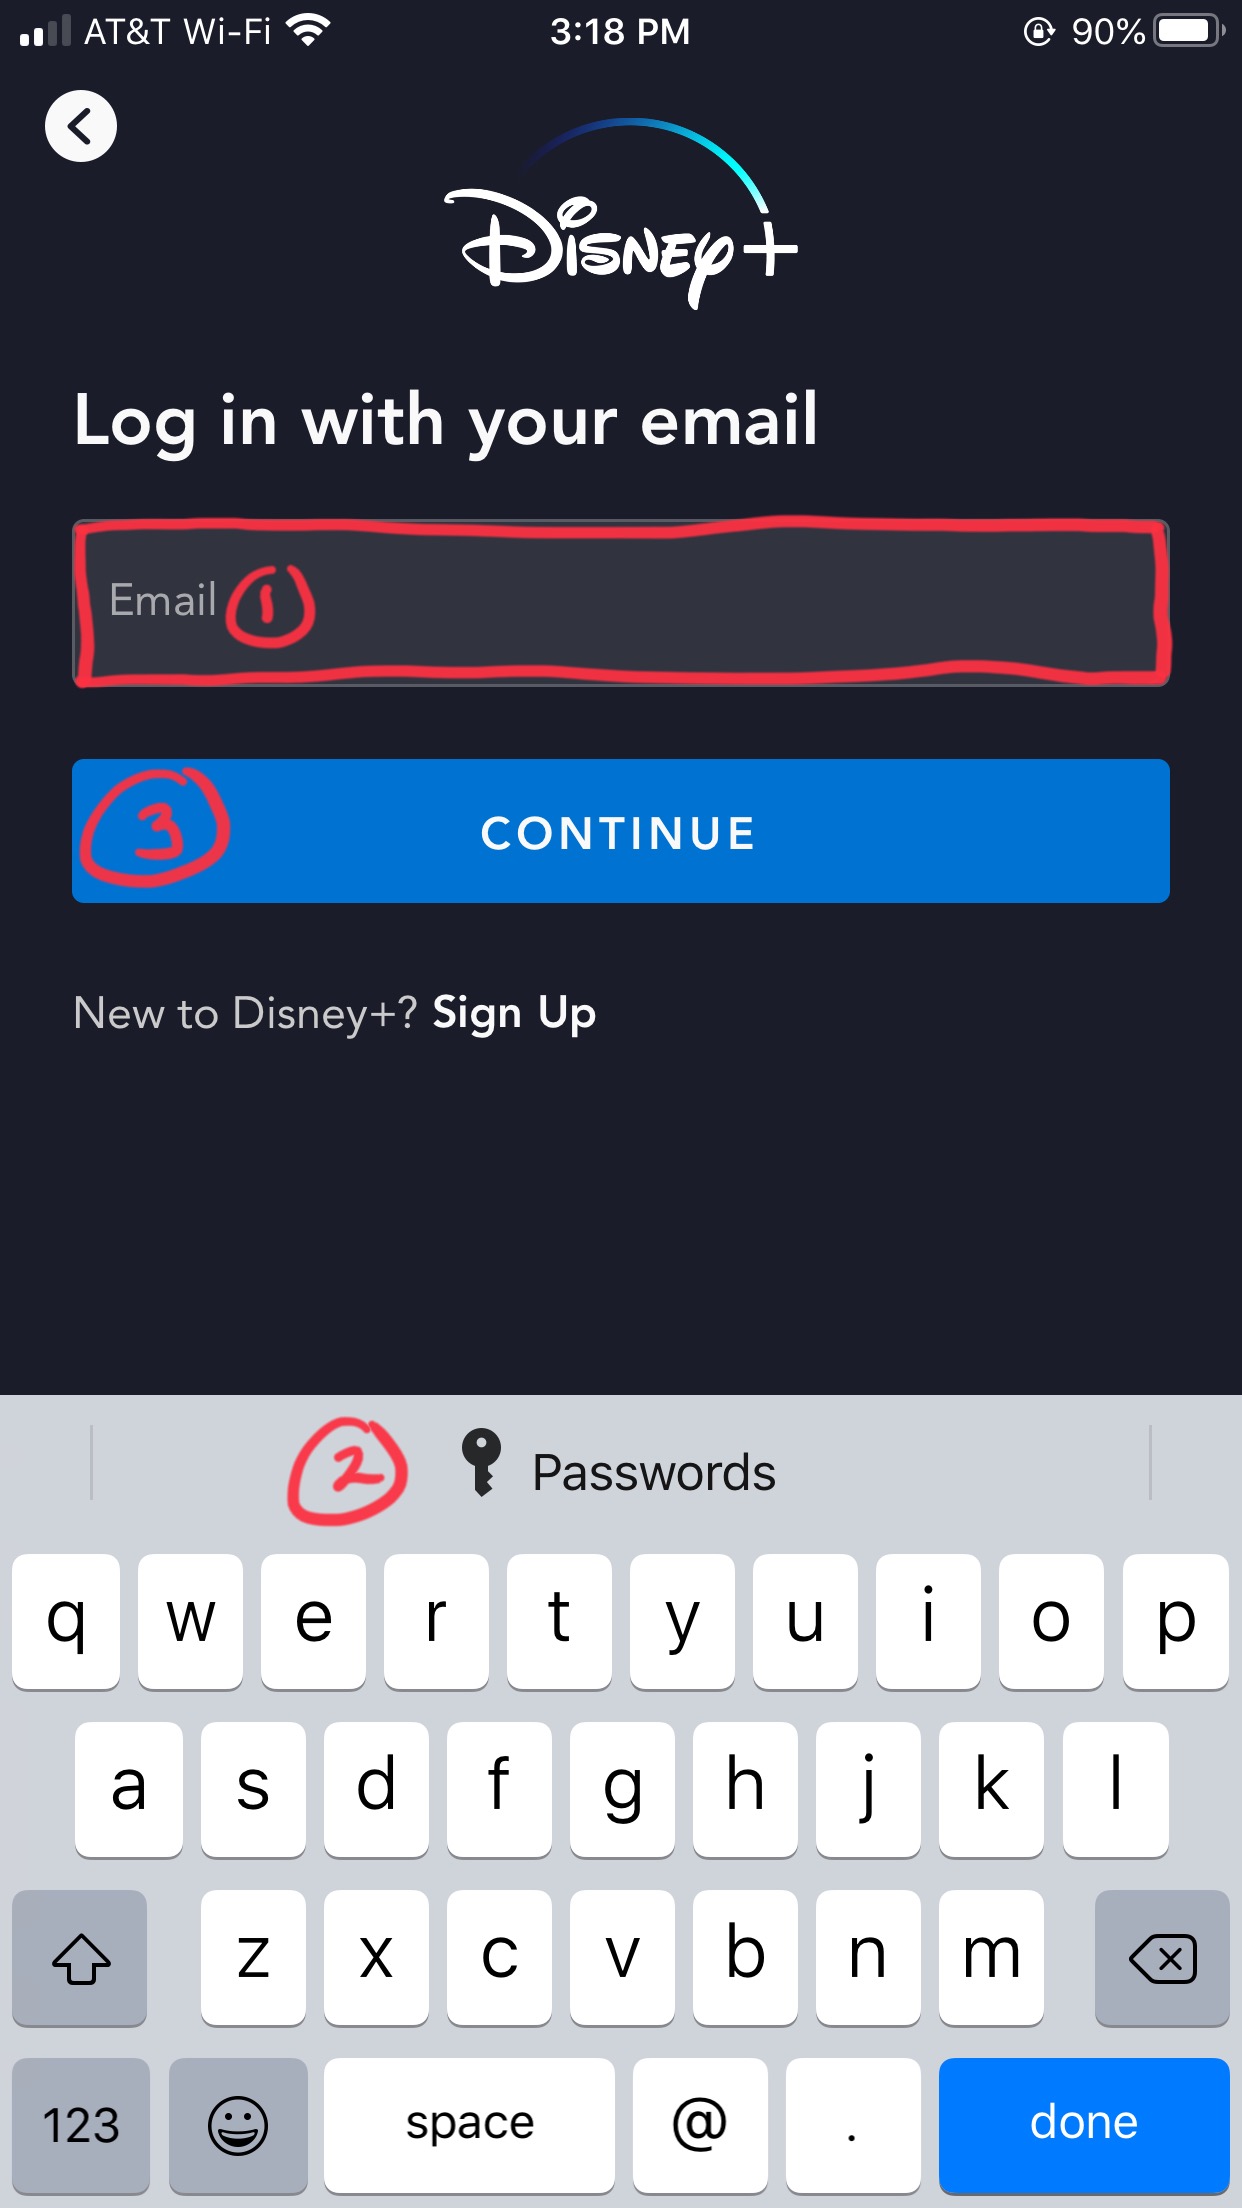 AT&T Wi-Fi 3:18 PM 90%
Disney+
Log in with your email
Email 1
3 CONTINUE
New to Disney+? Sign Up
2 Passwords
q w e r t y u i o p
a s d f g h j k l
z x c v b n m
123 space @ . done